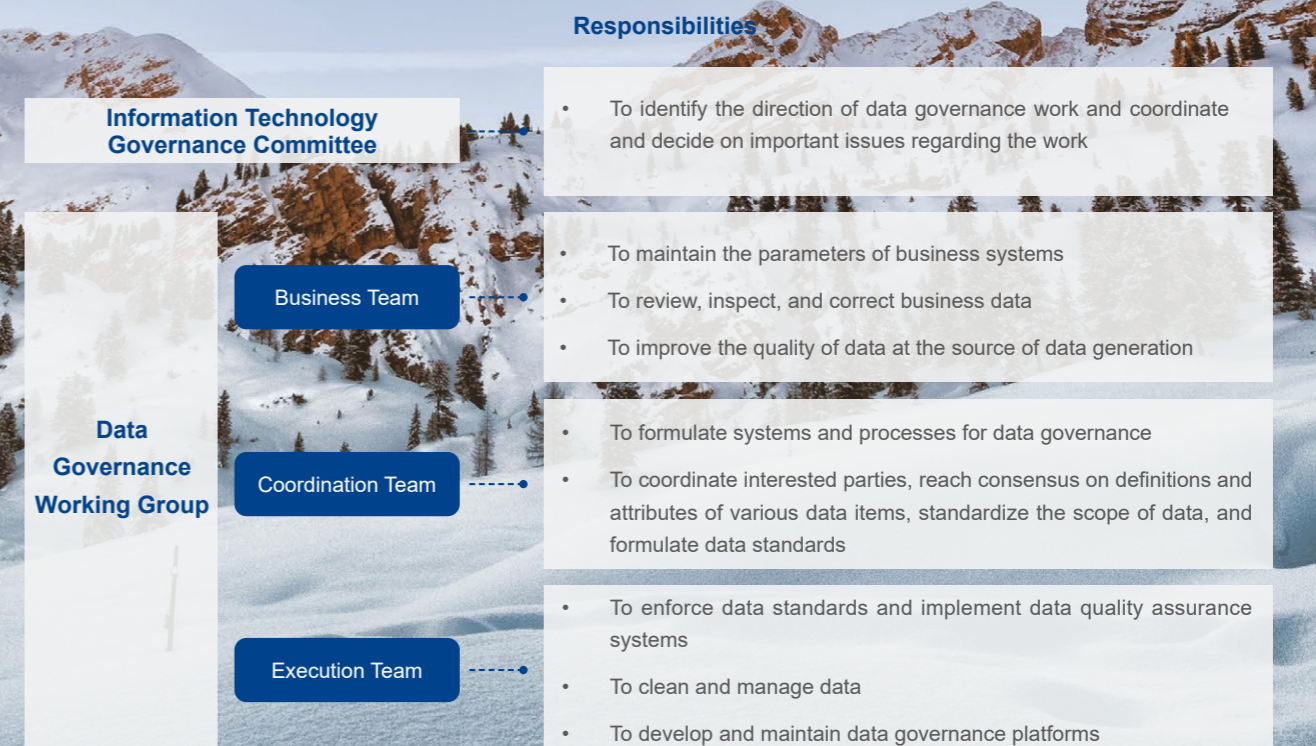 Responsibilities
Information Technology
Governance Committee
• To identify the direction of data governance work and coordinate
and decide on important issues regarding the work
Data
Governance
Working Group
Business Team
• To maintain the parameters of business systems
• To review, inspect, and correct business data
• To improve the quality of data at the source of data generation
Coordination Team
• To formulate systems and processes for data governance
• To coordinate interested parties, reach consensus on definitions and
attributes of various data items, standardize the scope of data, and
formulate data standards
Execution Team
• To enforce data standards and implement data quality assurance
systems
• To clean and manage data
• To develop and maintain data governance platforms